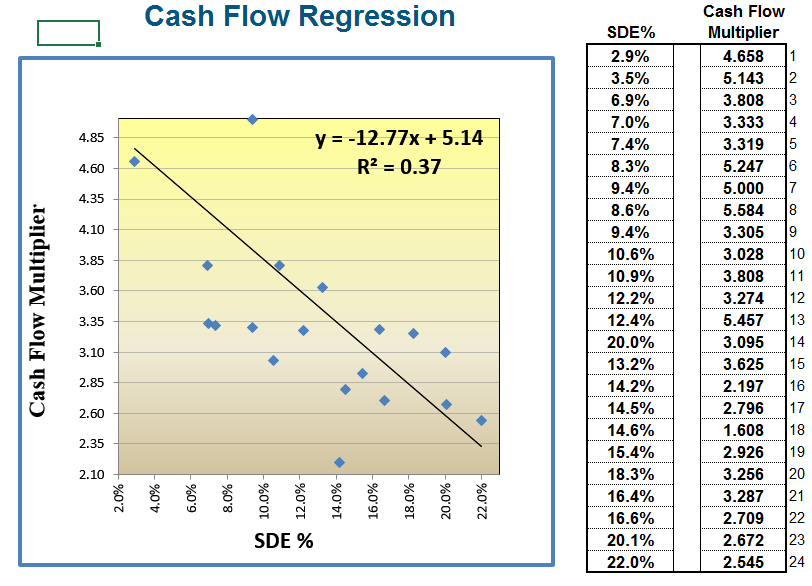 Cash Flow Regression
y = -12.77x + 5.14
R² = 0.37
Cash Flow Multiplier
4.85
4.60
4.35
4.10
3.85
3.60
3.35
3.10
2.85
2.60
2.35
2.10
2.0%
4.0%
6.0%
8.0%
10.0%
12.0%
14.0%
16.0%
18.0%
20.0%
22.0%
SDE %
Cash Flow
SDE% Multiplier
2.9% 4.658 1
3.5% 5.143 2
6.9% 3.808 3
7.0% 3.333 4
7.4% 3.319 5
8.3% 5.247 6
9.4% 5.000 7
8.6% 5.584 8
9.4% 3.305 9
10.6% 3.028 10
10.9% 3.808 11
12.2% 3.274 12
12.4% 5.457 13
20.0% 3.095 14
13.2% 3.625 15
14.2% 2.197 16
14.5% 2.796 17
14.6% 1.608 18
15.4% 2.926 19
18.3% 3.256 20
16.4% 3.287 21
16.6% 2.709 22
20.1% 2.672 23
22.0% 2.545 24